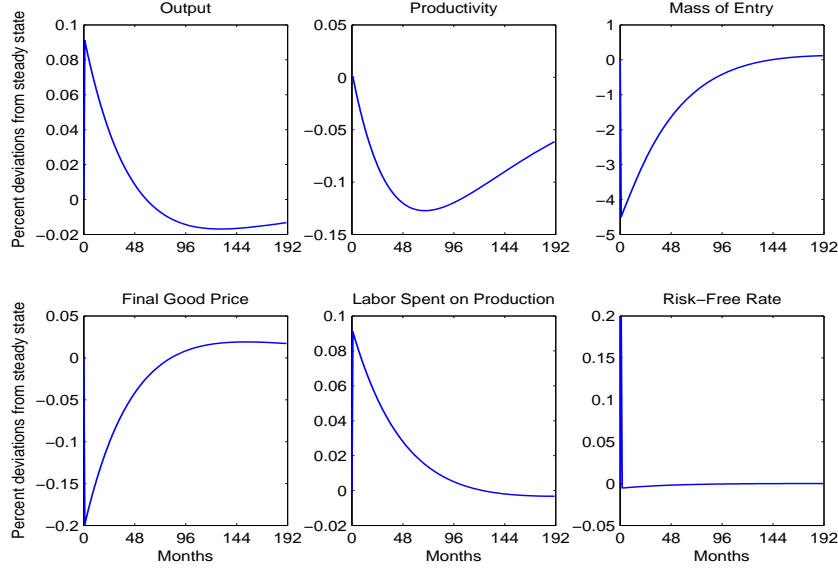 Output
Productivity
Mass of Entry
Percent deviations from steady state
0.1
0.08
0.06
0.04
0.02
0
−0.02
0 48 96 144 192
0.05
0
−0.05
−0.1
−0.15
0 48 96 144 192
1
0
−1
−2
−3
−4
−5
0 48 96 144 192
Final Good Price
Labor Spent on Production
Risk−Free Rate
Percent deviations from steady state
0.05
0
−0.05
−0.1
−0.15
−0.2
0 48 96 144 192
Months
0.1
0.08
0.06
0.04
0.02
0
−0.02
0 48 96 144 192
Months
0.2
0.15
0.1
0.05
0
−0.05
0 48 96 144 192
Months